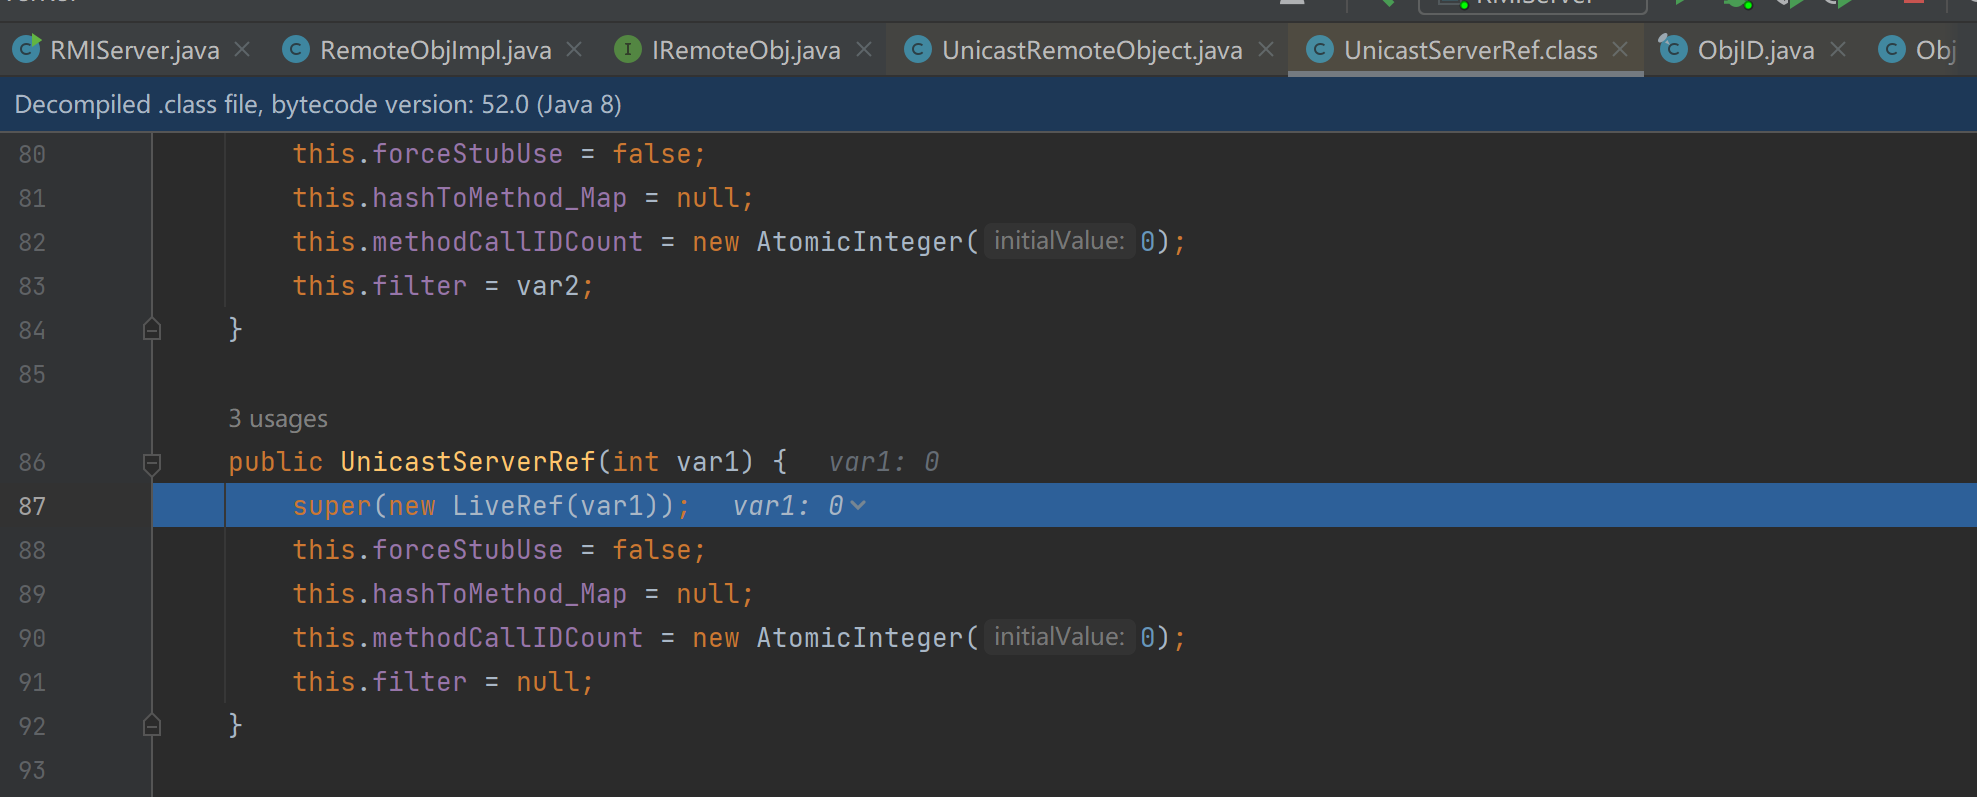 RMIServer
RMIServer.java RemoteObjImpl.java IRemoteObj.java UnicastRemoteObject.java UnicastServerRef.class ObjID.java Obj
Decompiled .class file, bytecode version: 52.0 (Java 8)
80 this.forceStubUse = false;
81 this.hashToMethod_Map = null;
82 this.methodCallIDCount = new AtomicInteger( initialValue: 0);
83 this.filter = var2;
84 }
85
3 usages
86 public UnicastServerRef(int var1) { var1: 0
87 super(new LiveRef(var1)); var1: 0
88 this.forceStubUse = false;
89 this.hashToMethod_Map = null;
90 this.methodCallIDCount = new AtomicInteger( initialValue: 0);
91 this.filter = null;
92 }
93